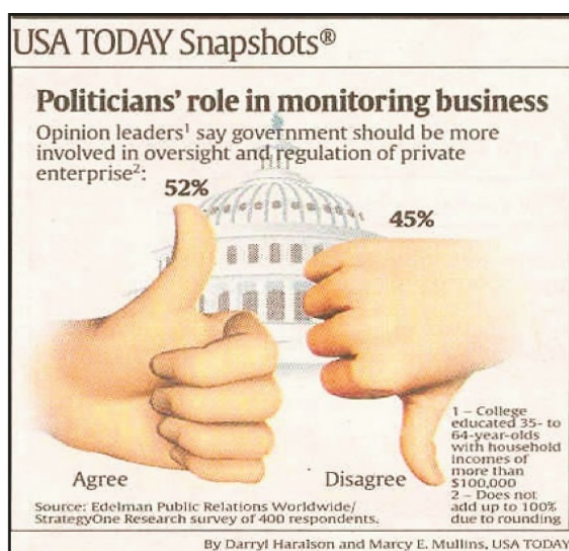 USA TODAY Snapshots®
Politicians’ role in monitoring business
Opinion leaders¹ say government should be more
involved in oversight and regulation of private
enterprise²:
52%
45%
Agree
Disagree
1 – College
educated 35- to
64-year-olds
with household
incomes of
more than
$100,000
2 – Does not
add up to 100%
due to rounding
Source: Edelman Public Relations Worldwide/
StrategyOne Research survey of 400 respondents.
By Darryl Haralson and Marcy E. Mullins, USA TODAY